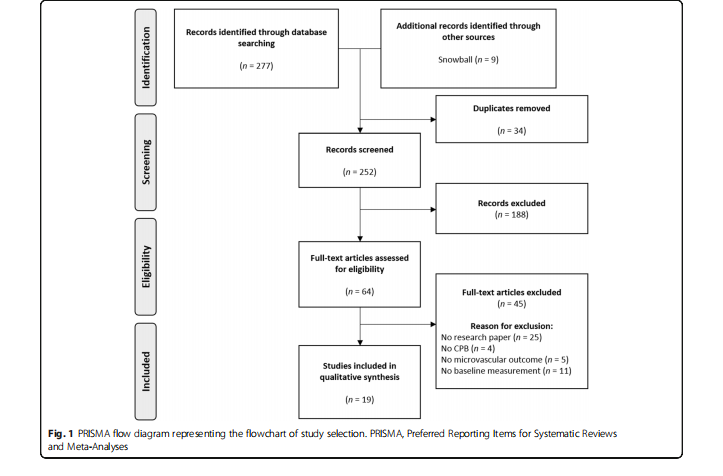 Identification
Records identified through database
searching
(n = 277)
Additional records identified through
other sources
Snowball (n = 9)
Duplicates removed
(n = 34)
Screening
Records screened
(n = 252)
Records excluded
(n = 188)
Eligibility
Full-text articles assessed
for eligibility
(n = 64)
Full-text articles excluded
(n = 45)
Reason for exclusion:
No research paper (n = 25)
No CPB (n = 4)
No microvascular outcome (n = 5)
No baseline measurement (n = 11)
Included
Studies included in
qualitative synthesis
(n = 19)
Fig. 1 PRISMA flow diagram representing the flowchart of study selection. PRISMA, Preferred Reporting Items for Systematic Reviews
and Meta-Analyses